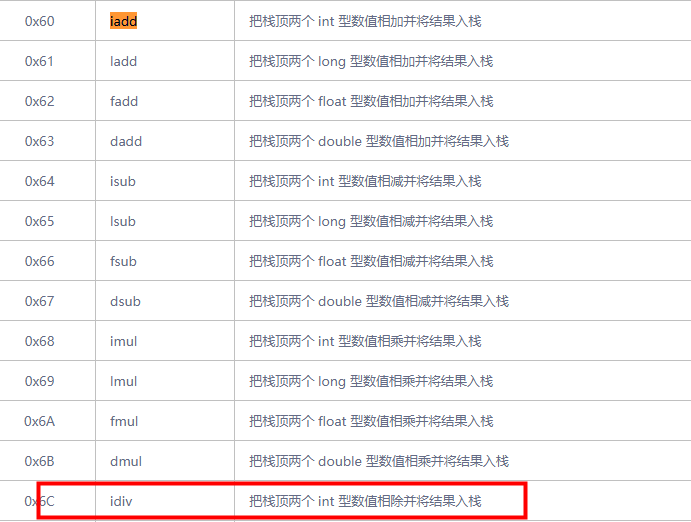 0x60 iadd 把栈顶两个 int 型数值相加并将结果入栈
0x61 ladd 把栈顶两个 long 型数值相加并将结果入栈
0x62 fadd 把栈顶两个 float 型数值相加并将结果入栈
0x63 dadd 把栈顶两个 double 型数值相加并将结果入栈
0x64 isub 把栈顶两个 int 型数值相减并将结果入栈
0x65 lsub 把栈顶两个 long 型数值相减并将结果入栈
0x66 fsub 把栈顶两个 float 型数值相减并将结果入栈
0x67 dsub 把栈顶两个 double 型数值相减并将结果入栈
0x68 imul 把栈顶两个 int 型数值相乘并将结果入栈
0x69 lmul 把栈顶两个 long 型数值相乘并将结果入栈
0x6A fmul 把栈顶两个 float 型数值相乘并将结果入栈
0x6B dmul 把栈顶两个 double 型数值相乘并将结果入栈
0x6C idiv 把栈顶两个 int 型数值相除并将结果入栈